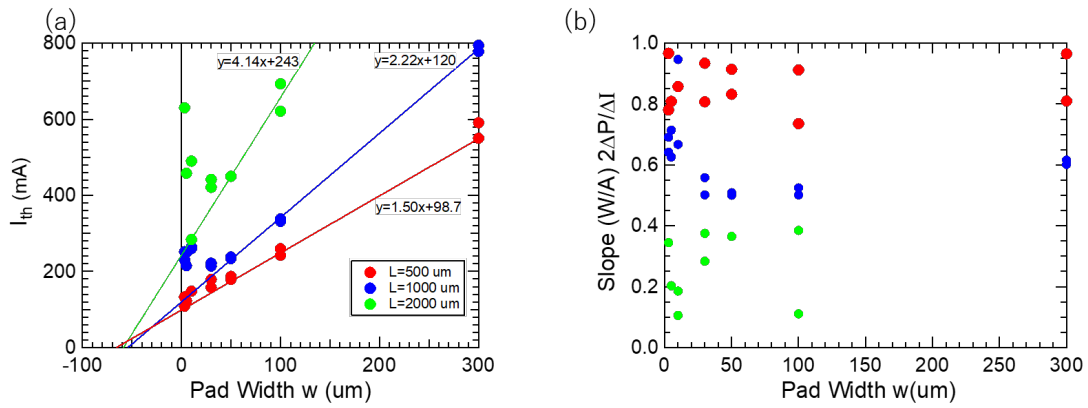 (a)
800
600
400
200
0
I_th (mA)
-100
0
100
200
300
Pad Width w (um)
y=4.14x+243
y=2.22x+120
y=1.50x+98.7
L=500 um
L=1000 um
L=2000 um
(b)
1.0
0.8
0.6
0.4
0.2
0.0
Slope (W/A) 2ΔP/ΔI
0
50
100
150
200
250
300
Pad Width w(um)